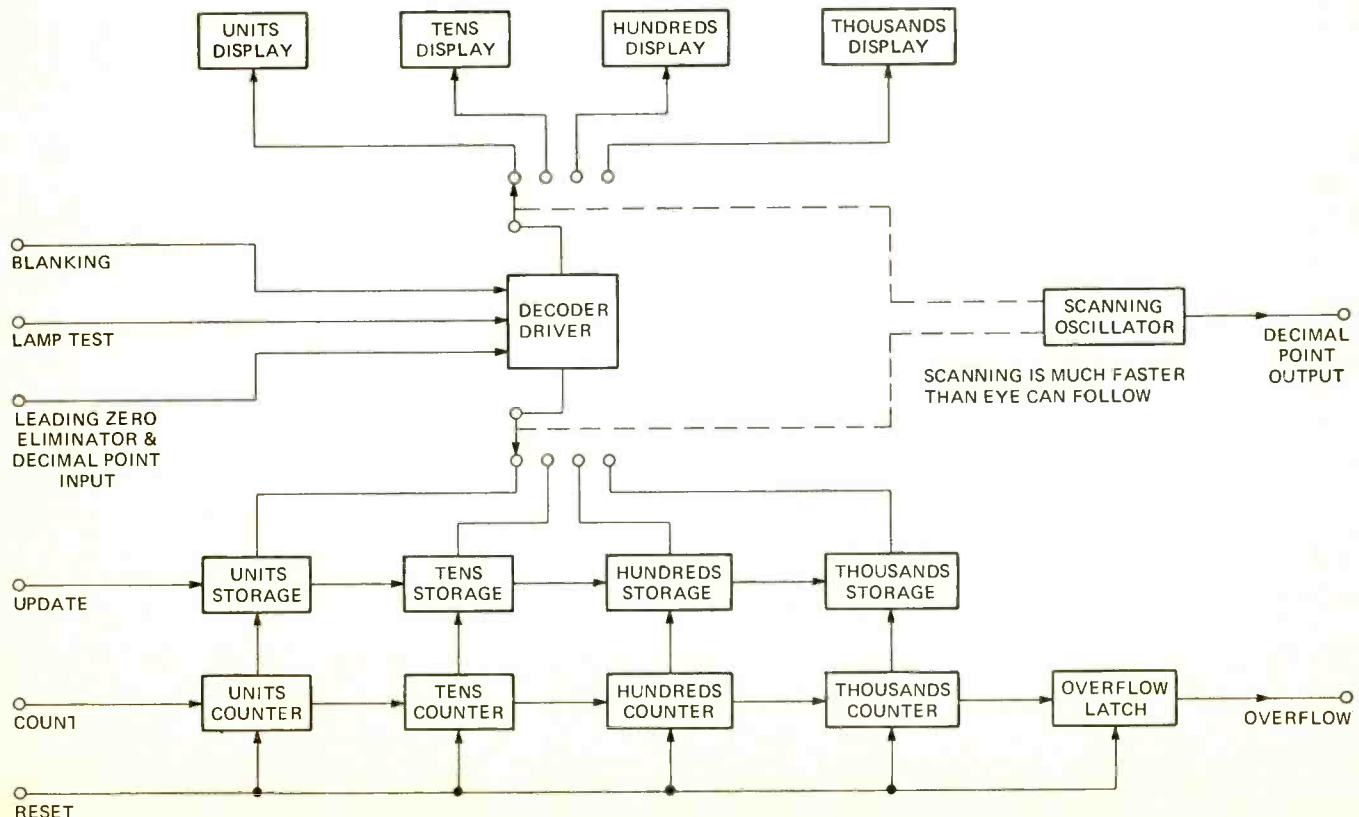 UNITS
DISPLAY
TENS
DISPLAY
HUNDREDS
DISPLAY
THOUSANDS
DISPLAY
BLANKING
LAMP TEST
LEADING ZERO
ELIMINATOR &
DECIMAL POINT
INPUT
DECODER
DRIVER
SCANNING
OSCILLATOR
DECIMAL
POINT
OUTPUT
SCANNING IS MUCH FASTER
THAN EYE CAN FOLLOW
UPDATE
UNITS
STORAGE
TENS
STORAGE
HUNDREDS
STORAGE
THOUSANDS
STORAGE
COUNT
UNITS
COUNTER
TENS
COUNTER
HUNDREDS
COUNTER
THOUSANDS
COUNTER
OVERFLOW
LATCH
OVERFLOW
RESET